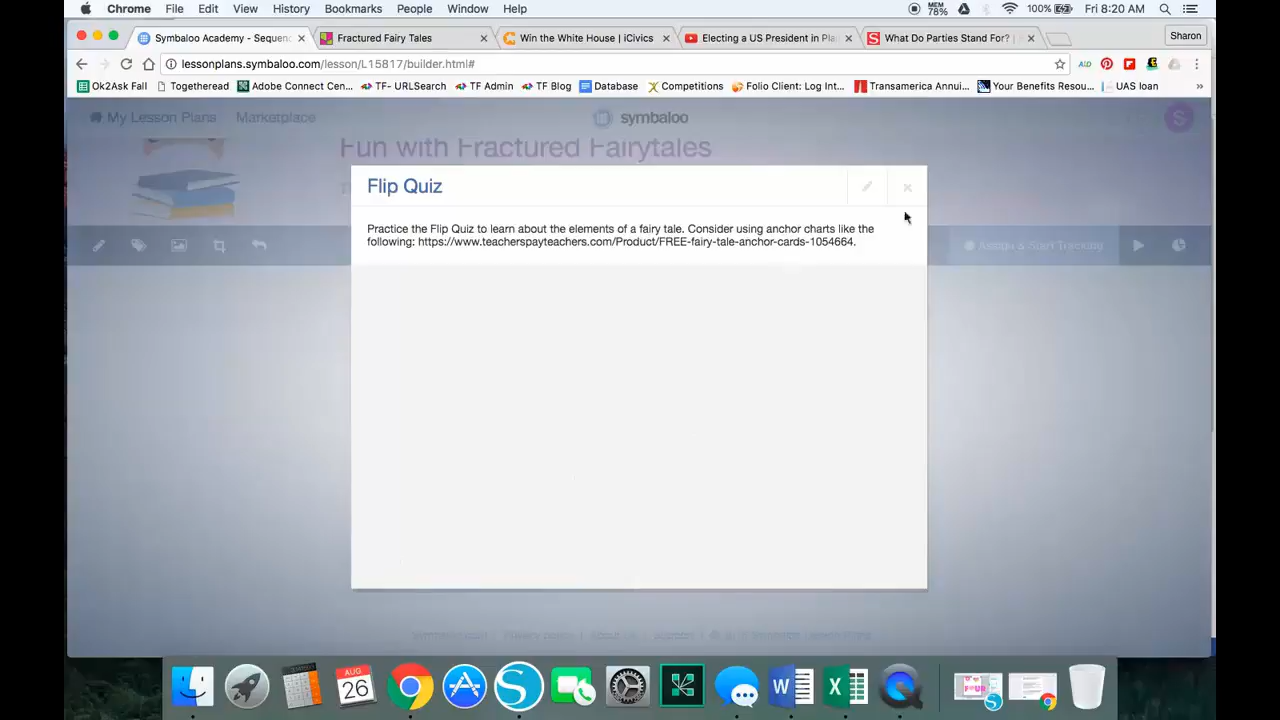 Chrome File Edit View History Bookmarks People Window Help MEM 78% 100% Fri 8:20 AM
Symbaloo Academy - Sequenc Fractured Fairy Tales Win the White House | iCivics Electing a US President in Pla What Do Parties Stand For? | Sharon
lessonplans.symbaloo.com/lesson/L15817/builder.html#
Ok2Ask Fall Togetheread Adobe Connect Cen... TF- URLSearch TF Admin TF Blog Database Competitions Folio Client: Log Int... Transamerica Annui... Your Benefits Resou... UAS loan »
My Lesson Plans Marketplace symbaloo S
Fun with Fractured Fairytales
Flip Quiz
Practice the Flip Quiz to learn about the elements of a fairy tale. Consider using anchor charts like the
following: https://www.teacherspayteachers.com/Product/FREE-fairy-tale-anchor-cards-1054664.
Assign & Start Tracking
AUG
26